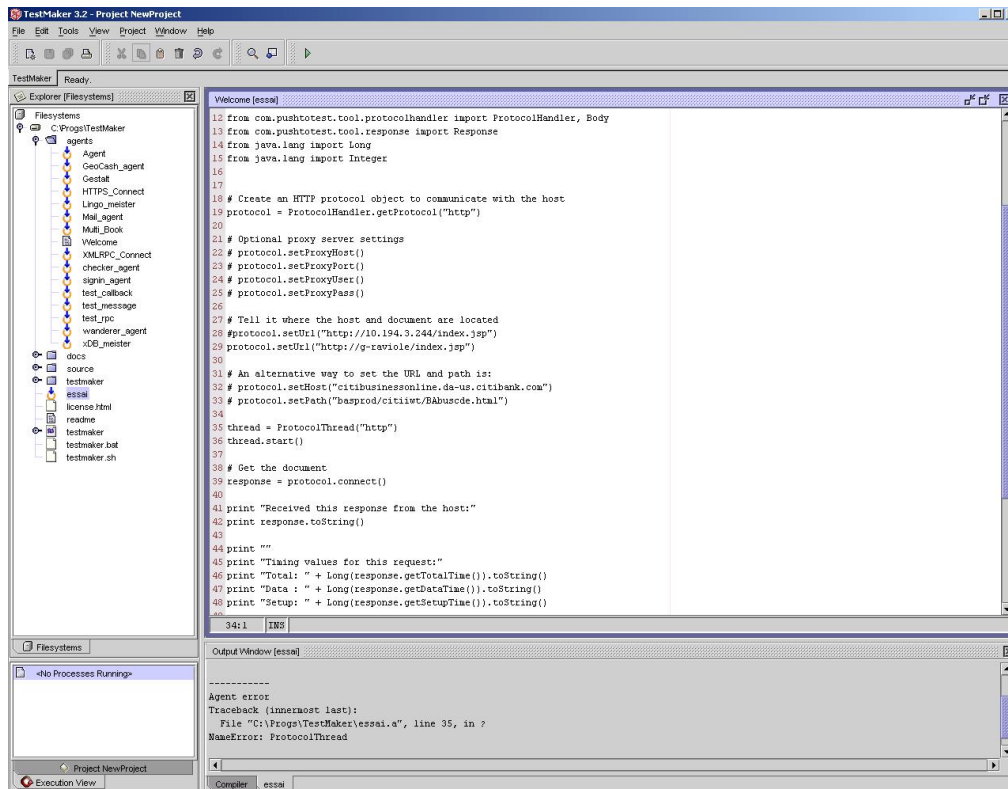 TestMaker 3.2 - Project NewProject
File Edit Tools View Project Window Help
TestMaker Ready.
Explorer [Filesystems]
Filesystems
C:\Progs\TestMaker
agents
Agent
GeoCash_agent
Gestalt
HTTPS_Connect
Lingo_meister
Mail_agent
Multi_Book
Welcome
XMLRPC_Connect
checker_agent
signin_agent
test_callback
test_message
test_rpc
wanderer_agent
xDB_meister
docs
source
testmaker
essai
license.html
readme
testmaker
testmaker.bat
testmaker.sh
Filesystems
<No Processes Running>
Project NewProject
Execution View
Welcome [essai]
12 from com.pushtotest.tool.protocolhandler import ProtocolHandler, Body
13 from com.pushtotest.tool.response import Response
14 from java.lang import Long
15 from java.lang import Integer
16
17
18 # Create an HTTP protocol object to communicate with the host
19 protocol = ProtocolHandler.getProtocol("http")
20
21 # Optional proxy server settings
22 # protocol.setProxyHost()
23 # protocol.setProxyPort()
24 # protocol.setProxyUser()
25 # protocol.setProxyPass()
26
27 # Tell it where the host and document are located
28 #protocol.setUrl("http://10.194.3.244/index.jsp")
29 protocol.setUrl("http://g-raviole/index.jsp")
30
31 # An alternative way to set the URL and path is:
32 # protocol.setHost("citibusinessonline.da-us.citibank.com")
33 # protocol.setPath("basprod/citiiwt/BAbuscde.html")
34
35 thread = ProtocolThread("http")
36 thread.start()
37
38 # Get the document
39 response = protocol.connect()
40
41 print "Received this response from the host:"
42 print response.toString()
43
44 print ""
45 print "Timing values for this request:"
46 print "Total: " + Long(response.getTotalTime()).toString()
47 print "Data : " + Long(response.getDataTime()).toString()
48 print "Setup: " + Long(response.getSetupTime()).toString()
34:1 INS
Output Window [essai]
-----------
Agent error
Traceback (innermost last):
File "C:\Progs\TestMaker\essai.a", line 35, in ?
NameError: ProtocolThread
Compiler essai